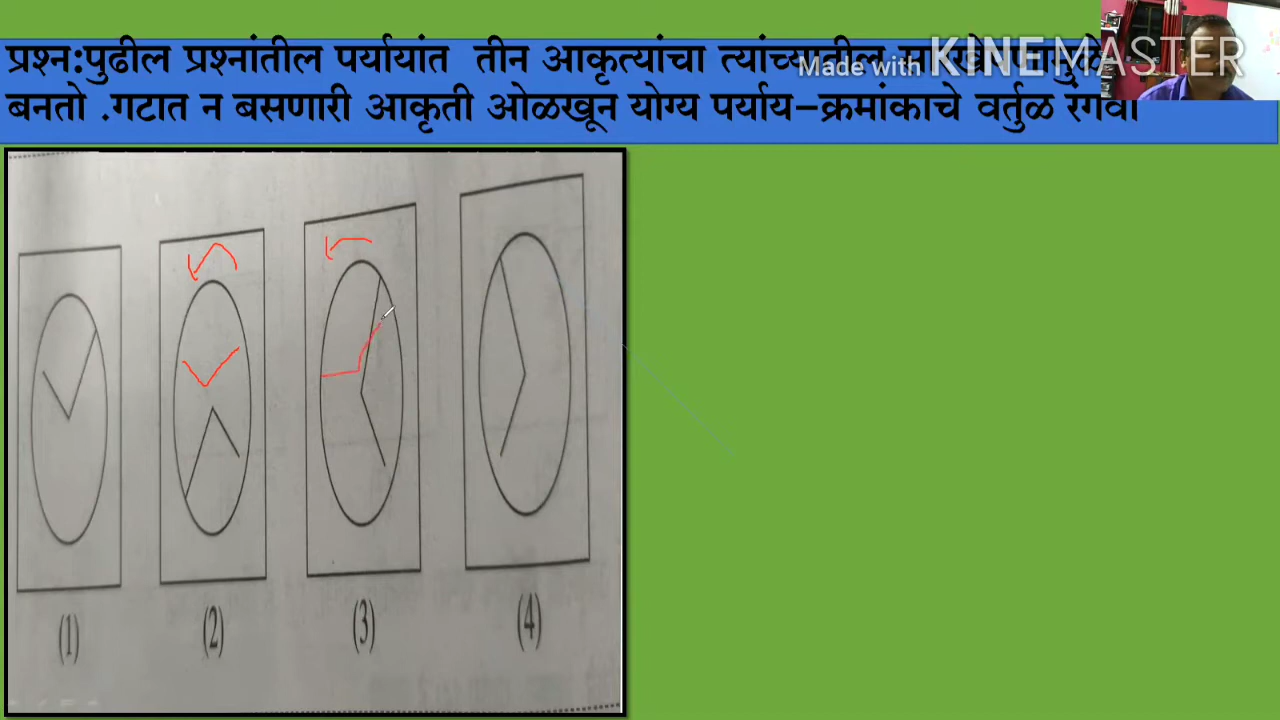 प्रश्न:पुढील प्रश्नांतील पर्यायांत तीन आकृत्यांचा
Made with KINEMASTER
बनतो .गटात न बसणारी आकृती ओळखून योग्य पर्याय-क्रमांकाचे वर्तुळ रंगवा
(1) (2) (3) (4)